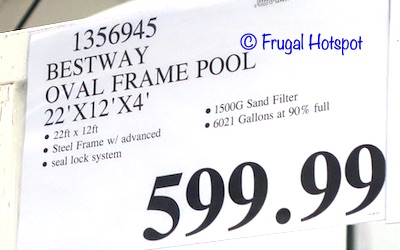 © Frugal Hotspot
1356945
BESTWAY
OVAL FRAME POOL
22'X12'X4'
• 22ft x 12ft
• Steel Frame w/ advanced
• seal lock system
• 1500G Sand Filter
• 6021 Gallons at 90% full
599.99